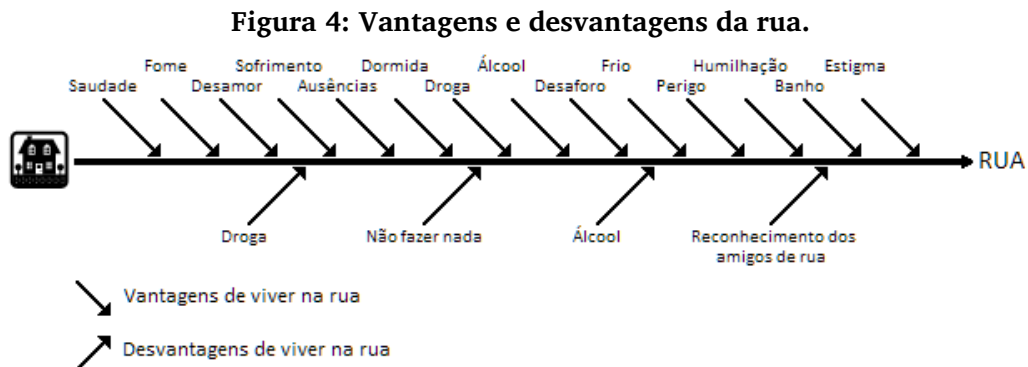 Figura 4: Vantagens e desvantagens da rua.
Fome Sofrimento Dormida Álcool Frio Humilhação Estigma
Saudade Desamor Ausências Droga Desaforo Perigo Banho
RUA
Droga Não fazer nada Álcool Reconhecimento dos
amigos de rua
Vantagens de viver na rua
Desvantagens de viver na rua